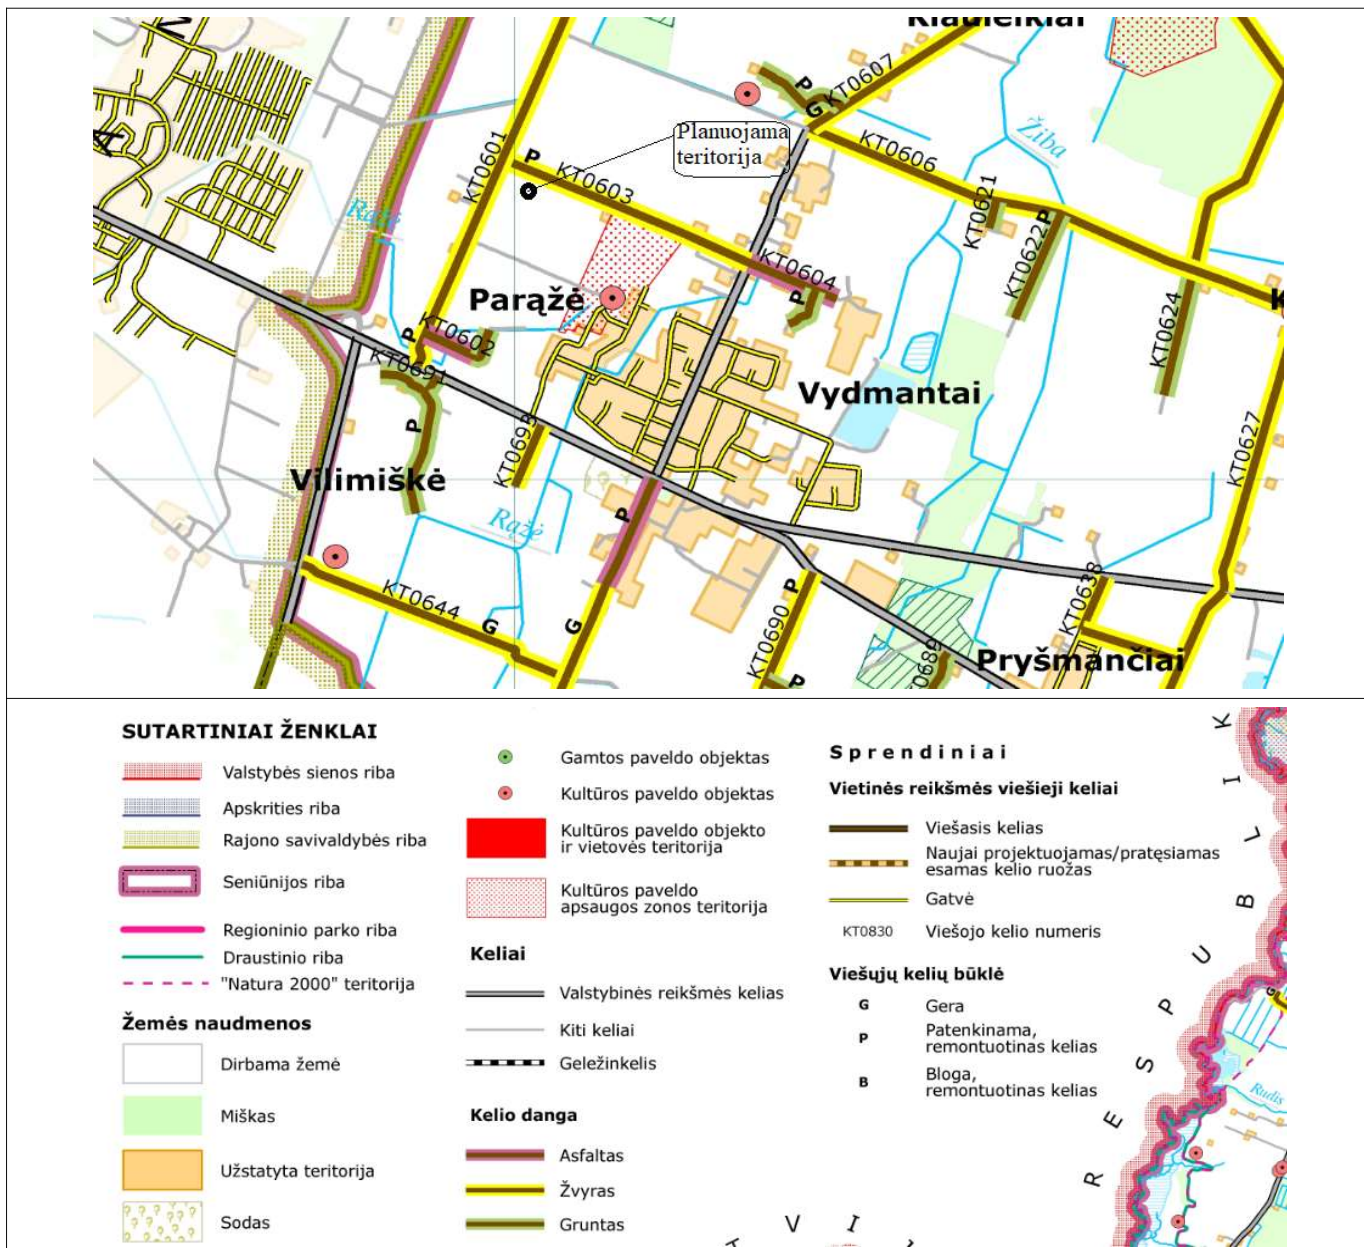 Klauleikiai
KT0607
P
G
Planuojama
teritorija
KT0601
P
KT0603
KT0606
Žiba
KT0621
KT0622
P
Ražė
KT0604
P
Parąžė
KT0602
P
KT0691
P
KT0624
K
Vydmantai
KT0627
KT0693
Vilimiškė
Rąžė
P
KT0644
G
G
P
KT0690
P
KT0638
Pryšmančiai
SUTARTINIAI ŽENKLAI
Valstybės sienos riba
Apskrities riba
Rajono savivaldybės riba
Seniūnijos riba
Regioninio parko riba
Draustinio riba
"Natura 2000" teritorija
Žemės naudmenos
Dirbama žemė
Miškas
Užstatyta teritorija
Sodas
Gamtos paveldo objektas
Kultūros paveldo objektas
Kultūros paveldo objekto
ir vietovės teritorija
Kultūros paveldo
apsaugos zonos teritorija
Keliai
Valstybinės reikšmės kelias
Kiti keliai
Geležinkelis
Kelio danga
Asfaltas
Žvyras
Gruntas
Sprendiniai
Vietinės reikšmės viešieji keliai
Viešasis kelias
Naujai projektuojamas/pratęsiamas
esamas kelio ruožas
Gatvė
KT0830 Viešojo kelio numeris
Viešųjų kelių būklė
G Gera
P Patenkinama,
remontuotinas kelias
B Bloga,
remontuotinas kelias
R E S P U B L I K
G
Rudis
V I